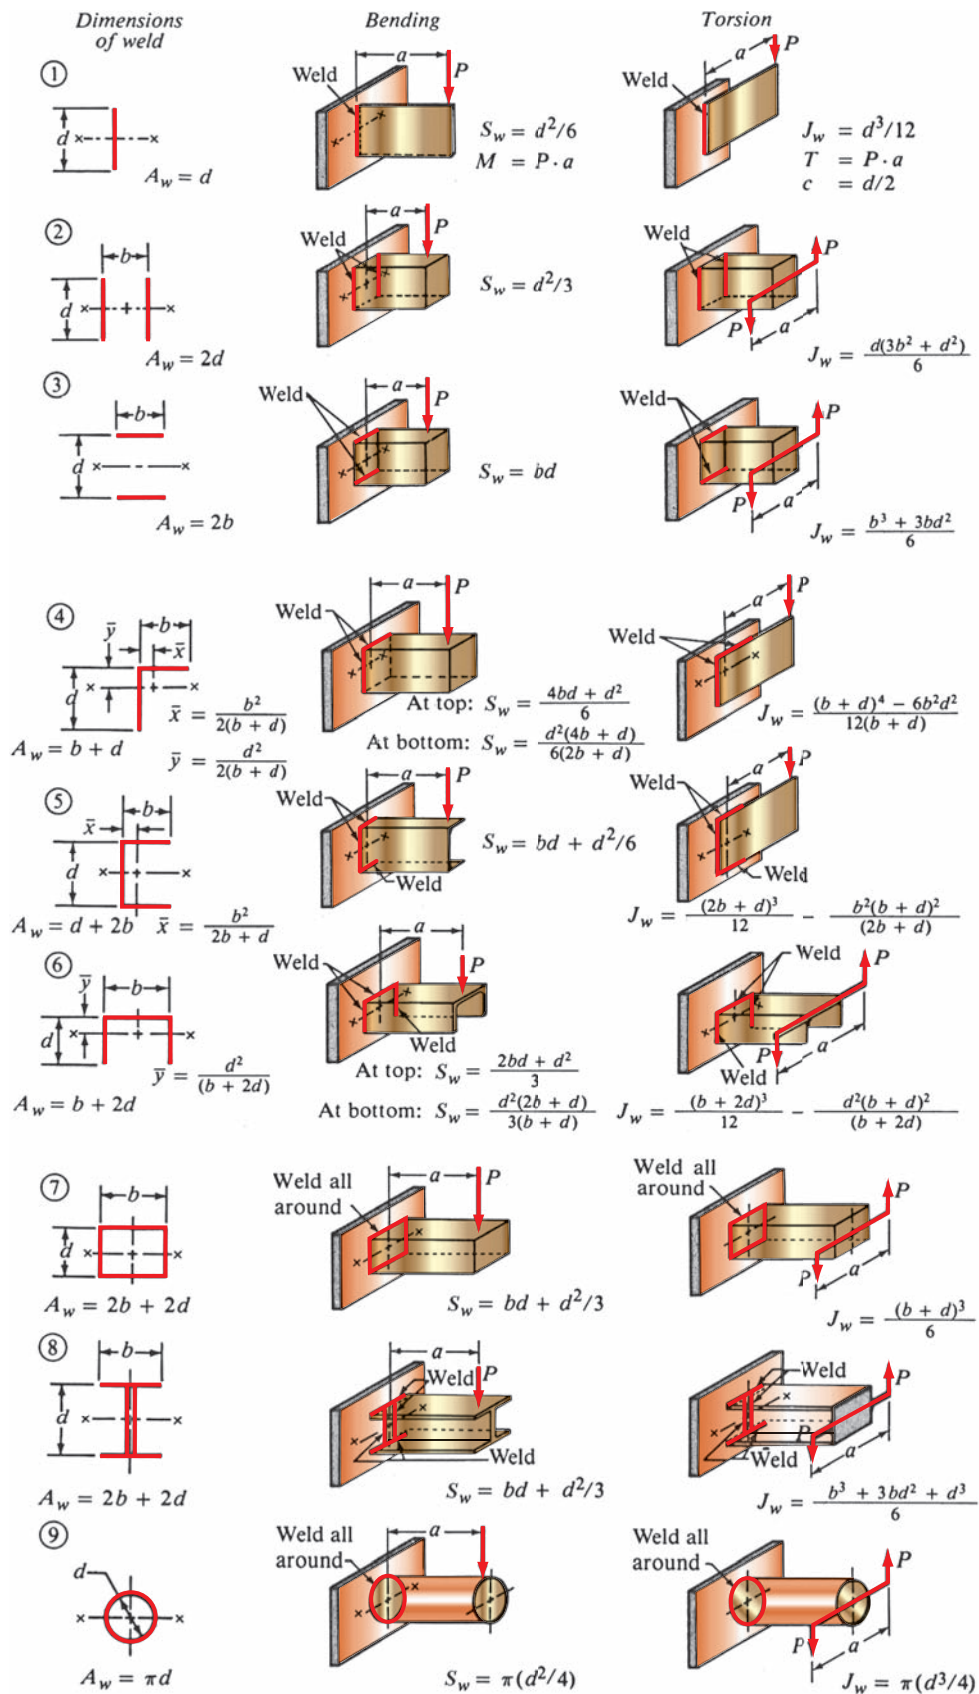 Dimensions of weld
Bending
Torsion
1
d
A_w = d
Weld
a
P
S_w = d²/6
M = P·a
Weld
a
P
J_w = d³/12
T = P·a
c = d/2
2
b
d
A_w = 2d
Weld
a
P
S_w = d²/3
Weld
P
P
a
J_w = d(3b² + d²)/6
3
b
d
A_w = 2b
Weld
a
P
S_w = bd
Weld
P
P
a
J_w = b³ + 3bd²/6
4
b
ȳ
x̄
d
x̄ = b²/2(b + d)
A_w = b + d
ȳ = d²/2(b + d)
Weld
a
P
At top: S_w = 4bd + d²/6
At bottom: S_w = d²(4b + d)/6(2b + d)
Weld
a
P
J_w = (b + d)⁴ − 6b²d²/12(b + d)
5
b
x̄
d
A_w = d + 2b
x̄ = b²/2b + d
Weld
a
P
Weld
S_w = bd + d²/6
Weld
a
P
Weld
J_w = (2b + d)³/12 − b²(b + d)²/(2b + d)
6
b
ȳ
d
ȳ = d²/(b + 2d)
A_w = b + 2d
Weld
a
P
Weld
At top: S_w = 2bd + d²/3
At bottom: S_w = d²(2b + d)/3(b + d)
Weld
P
P
a
Weld
J_w = (b + 2d)³/12 − d²(b + d)²/(b + 2d)
7
b
d
A_w = 2b + 2d
Weld all around
a
P
S_w = bd + d²/3
Weld all around
P
P
a
J_w = (b + d)³/6
8
b
d
A_w = 2b + 2d
a
P
Weld
Weld
S_w = bd + d²/3
Weld
P
P
a
Weld
J_w = b³ + 3bd² + d³/6
9
d
A_w = πd
Weld all around
a
S_w = π(d²/4)
Weld all around
P
P
a
J_w = π(d³/4)